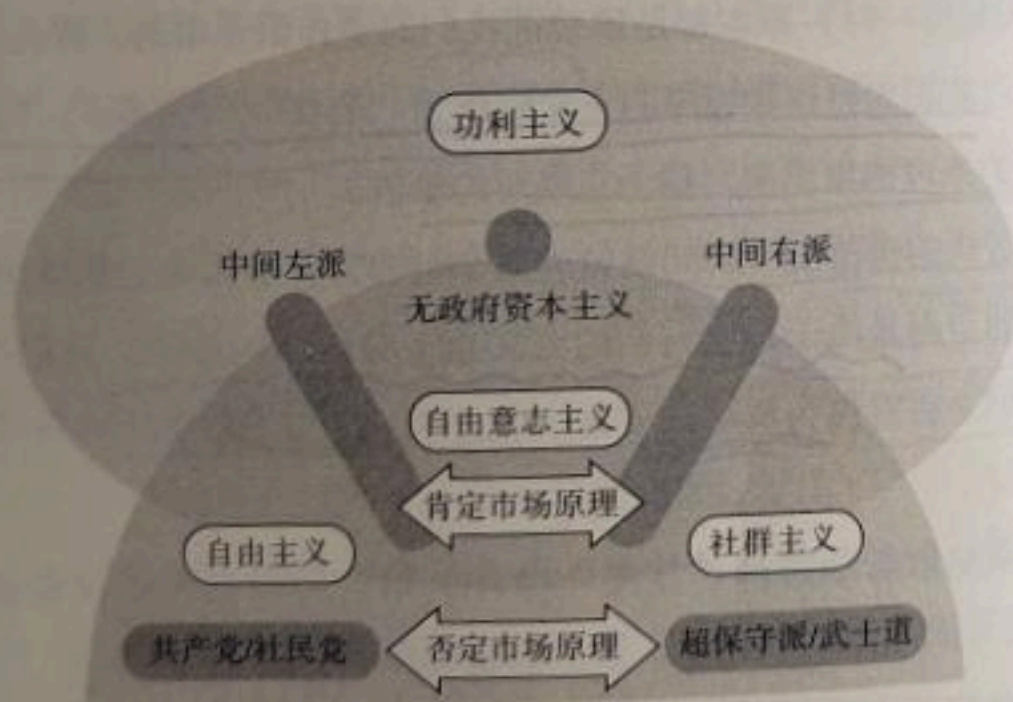 功利主义
中间左派
中间右派
无政府资本主义
自由意志主义
肯定市场原理
自由主义
社群主义
共产党/社民党
否定市场原理
超保守派/武士道